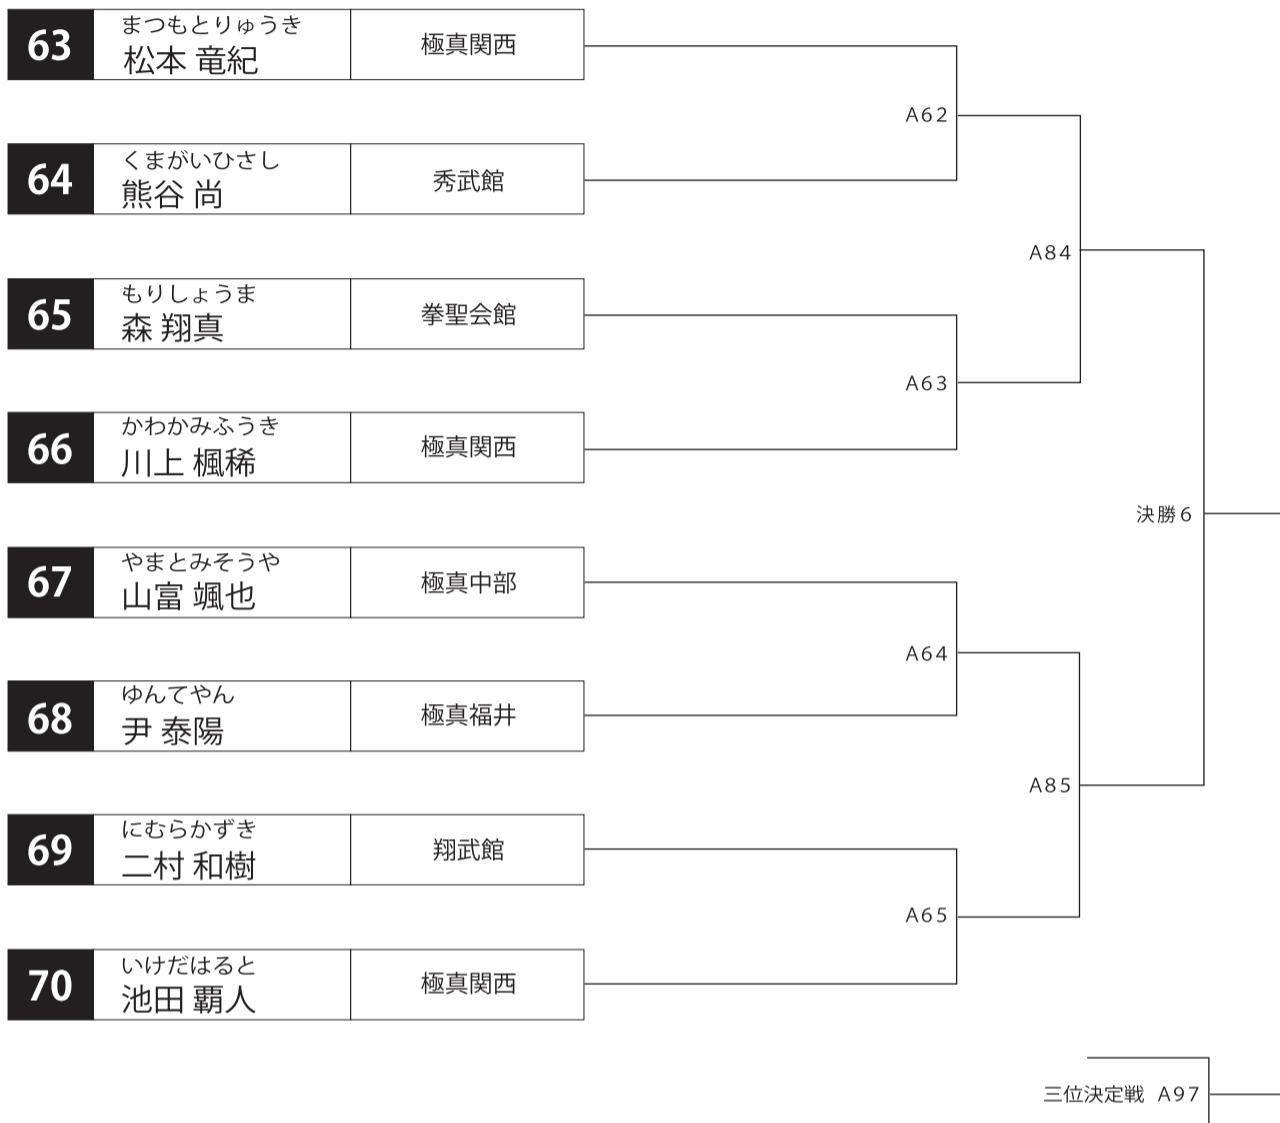 63
まつもとりゅうき
松本 竜紀
極真関西
A62
64
くまがいひさし
熊谷 尚
秀武館
A84
65
もりしょうま
森 翔真
拳聖会館
A63
66
かわかみふうき
川上 楓稀
極真関西
決勝6
67
やまとみそうや
山富 颯也
極真中部
A64
68
ゆんてやん
尹 泰陽
極真福井
A85
69
にむらかずき
二村 和樹
翔武館
A65
70
いけだはると
池田 覇人
極真関西
三位決定戦 A97